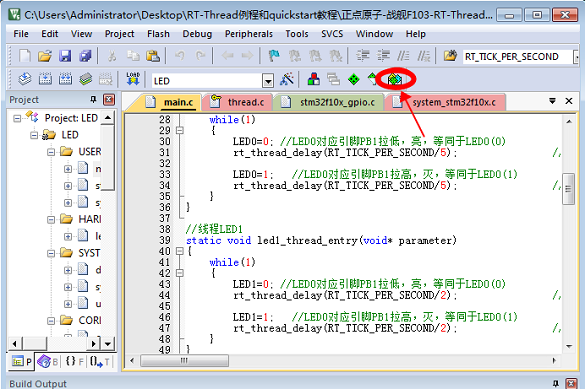 C:\Users\Administrator\Desktop\RT-Thread例程和quickstart教程\正点原子-战舰F103-RT-Thread...
File Edit View Project Flash Debug Peripherals Tools SVCS Window Help
RT_TICK_PER_SECOND
LOAD LED
main.c thread.c stm32f10x_gpio.c system_stm32f10x.c
Project
Project: LED
LED
USER
n
s
s
HARI
le
SYST
d
s
u
CORI
28 while(1)
29 {
30 LED0=0; //LED0对应引脚PB1拉低，亮，等同于LED0(0)
31 rt_thread_delay(RT_TICK_PER_SECOND/5); //
32
33 LED0=1; //LED0对应引脚PB1拉高，灭，等同于LED0(1)
34 rt_thread_delay(RT_TICK_PER_SECOND/5); //
35 }
36 }
37
38 //线程LED1
39 static void led1_thread_entry(void* parameter)
40 {
41 while(1)
42 {
43 LED1=0; //LED0对应引脚PB1拉低，亮，等同于LED0(0)
44 rt_thread_delay(RT_TICK_PER_SECOND/2); //
45
46 LED1=1; //LED0对应引脚PB1拉高，灭，等同于LED0(1)
47 rt_thread_delay(RT_TICK_PER_SECOND/2); //
48 }
49 }
P B {} F 0 T
Build Output